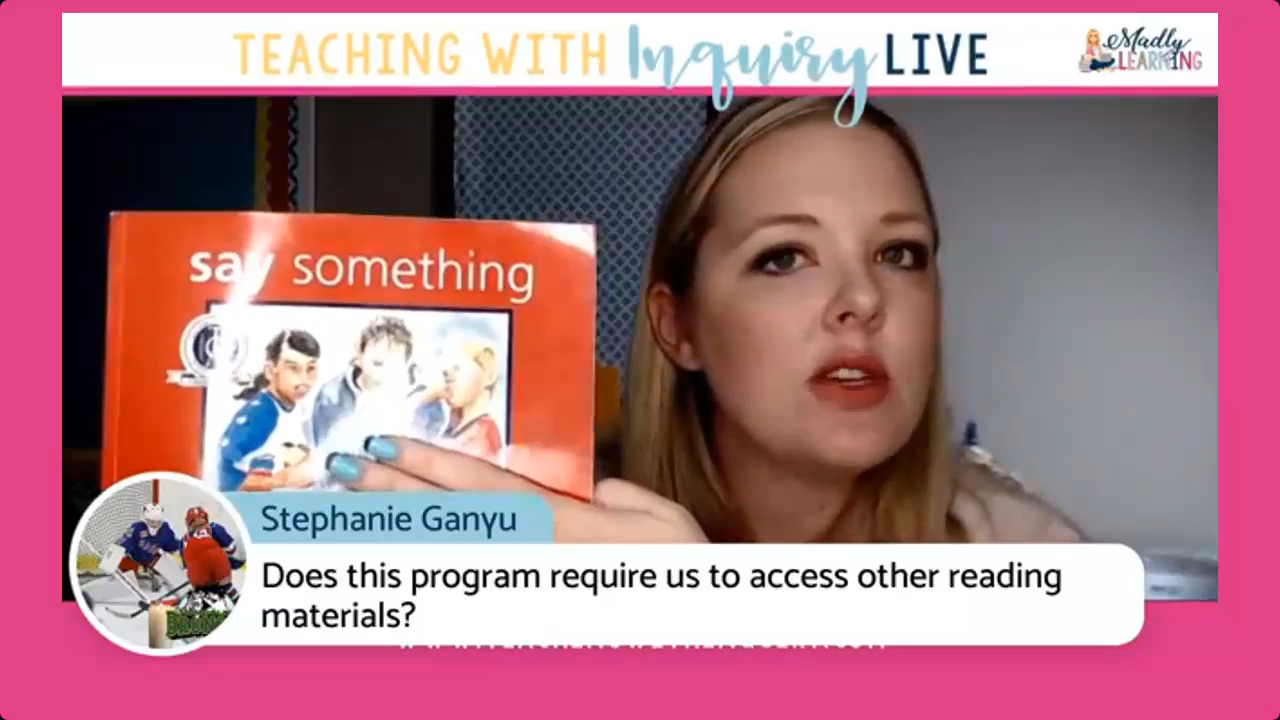 TEACHING WITH Inquiry LIVE
Madly
LEARNING
say something
Stephanie Ganyu
Does this program require us to access other reading
materials?